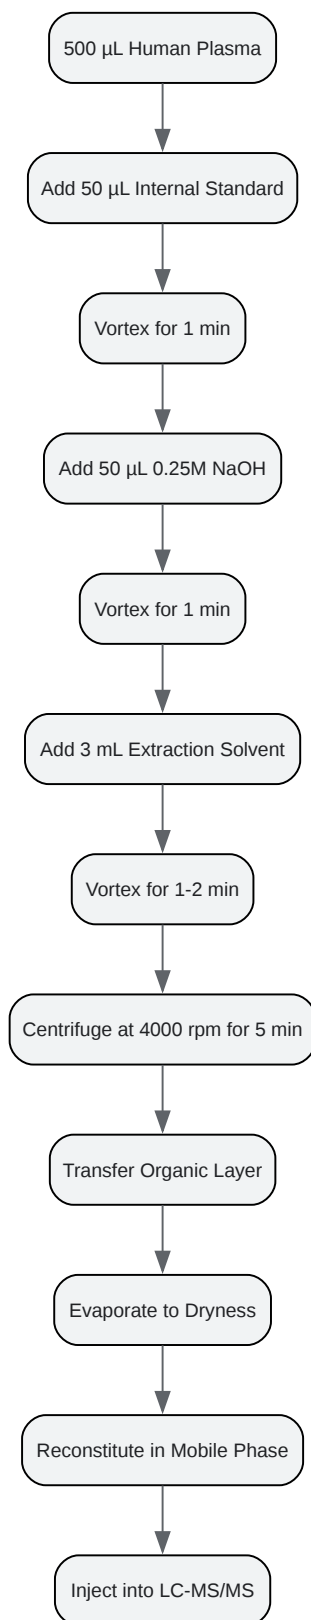 500 µL Human Plasma
Add 50 µL Internal Standard
Vortex for 1 min
Add 50 µL 0.25M NaOH
Vortex for 1 min
Add 3 mL Extraction Solvent
Vortex for 1-2 min
Centrifuge at 4000 rpm for 5 min
Transfer Organic Layer
Evaporate to Dryness
Reconstitute in Mobile Phase
Inject into LC-MS/MS